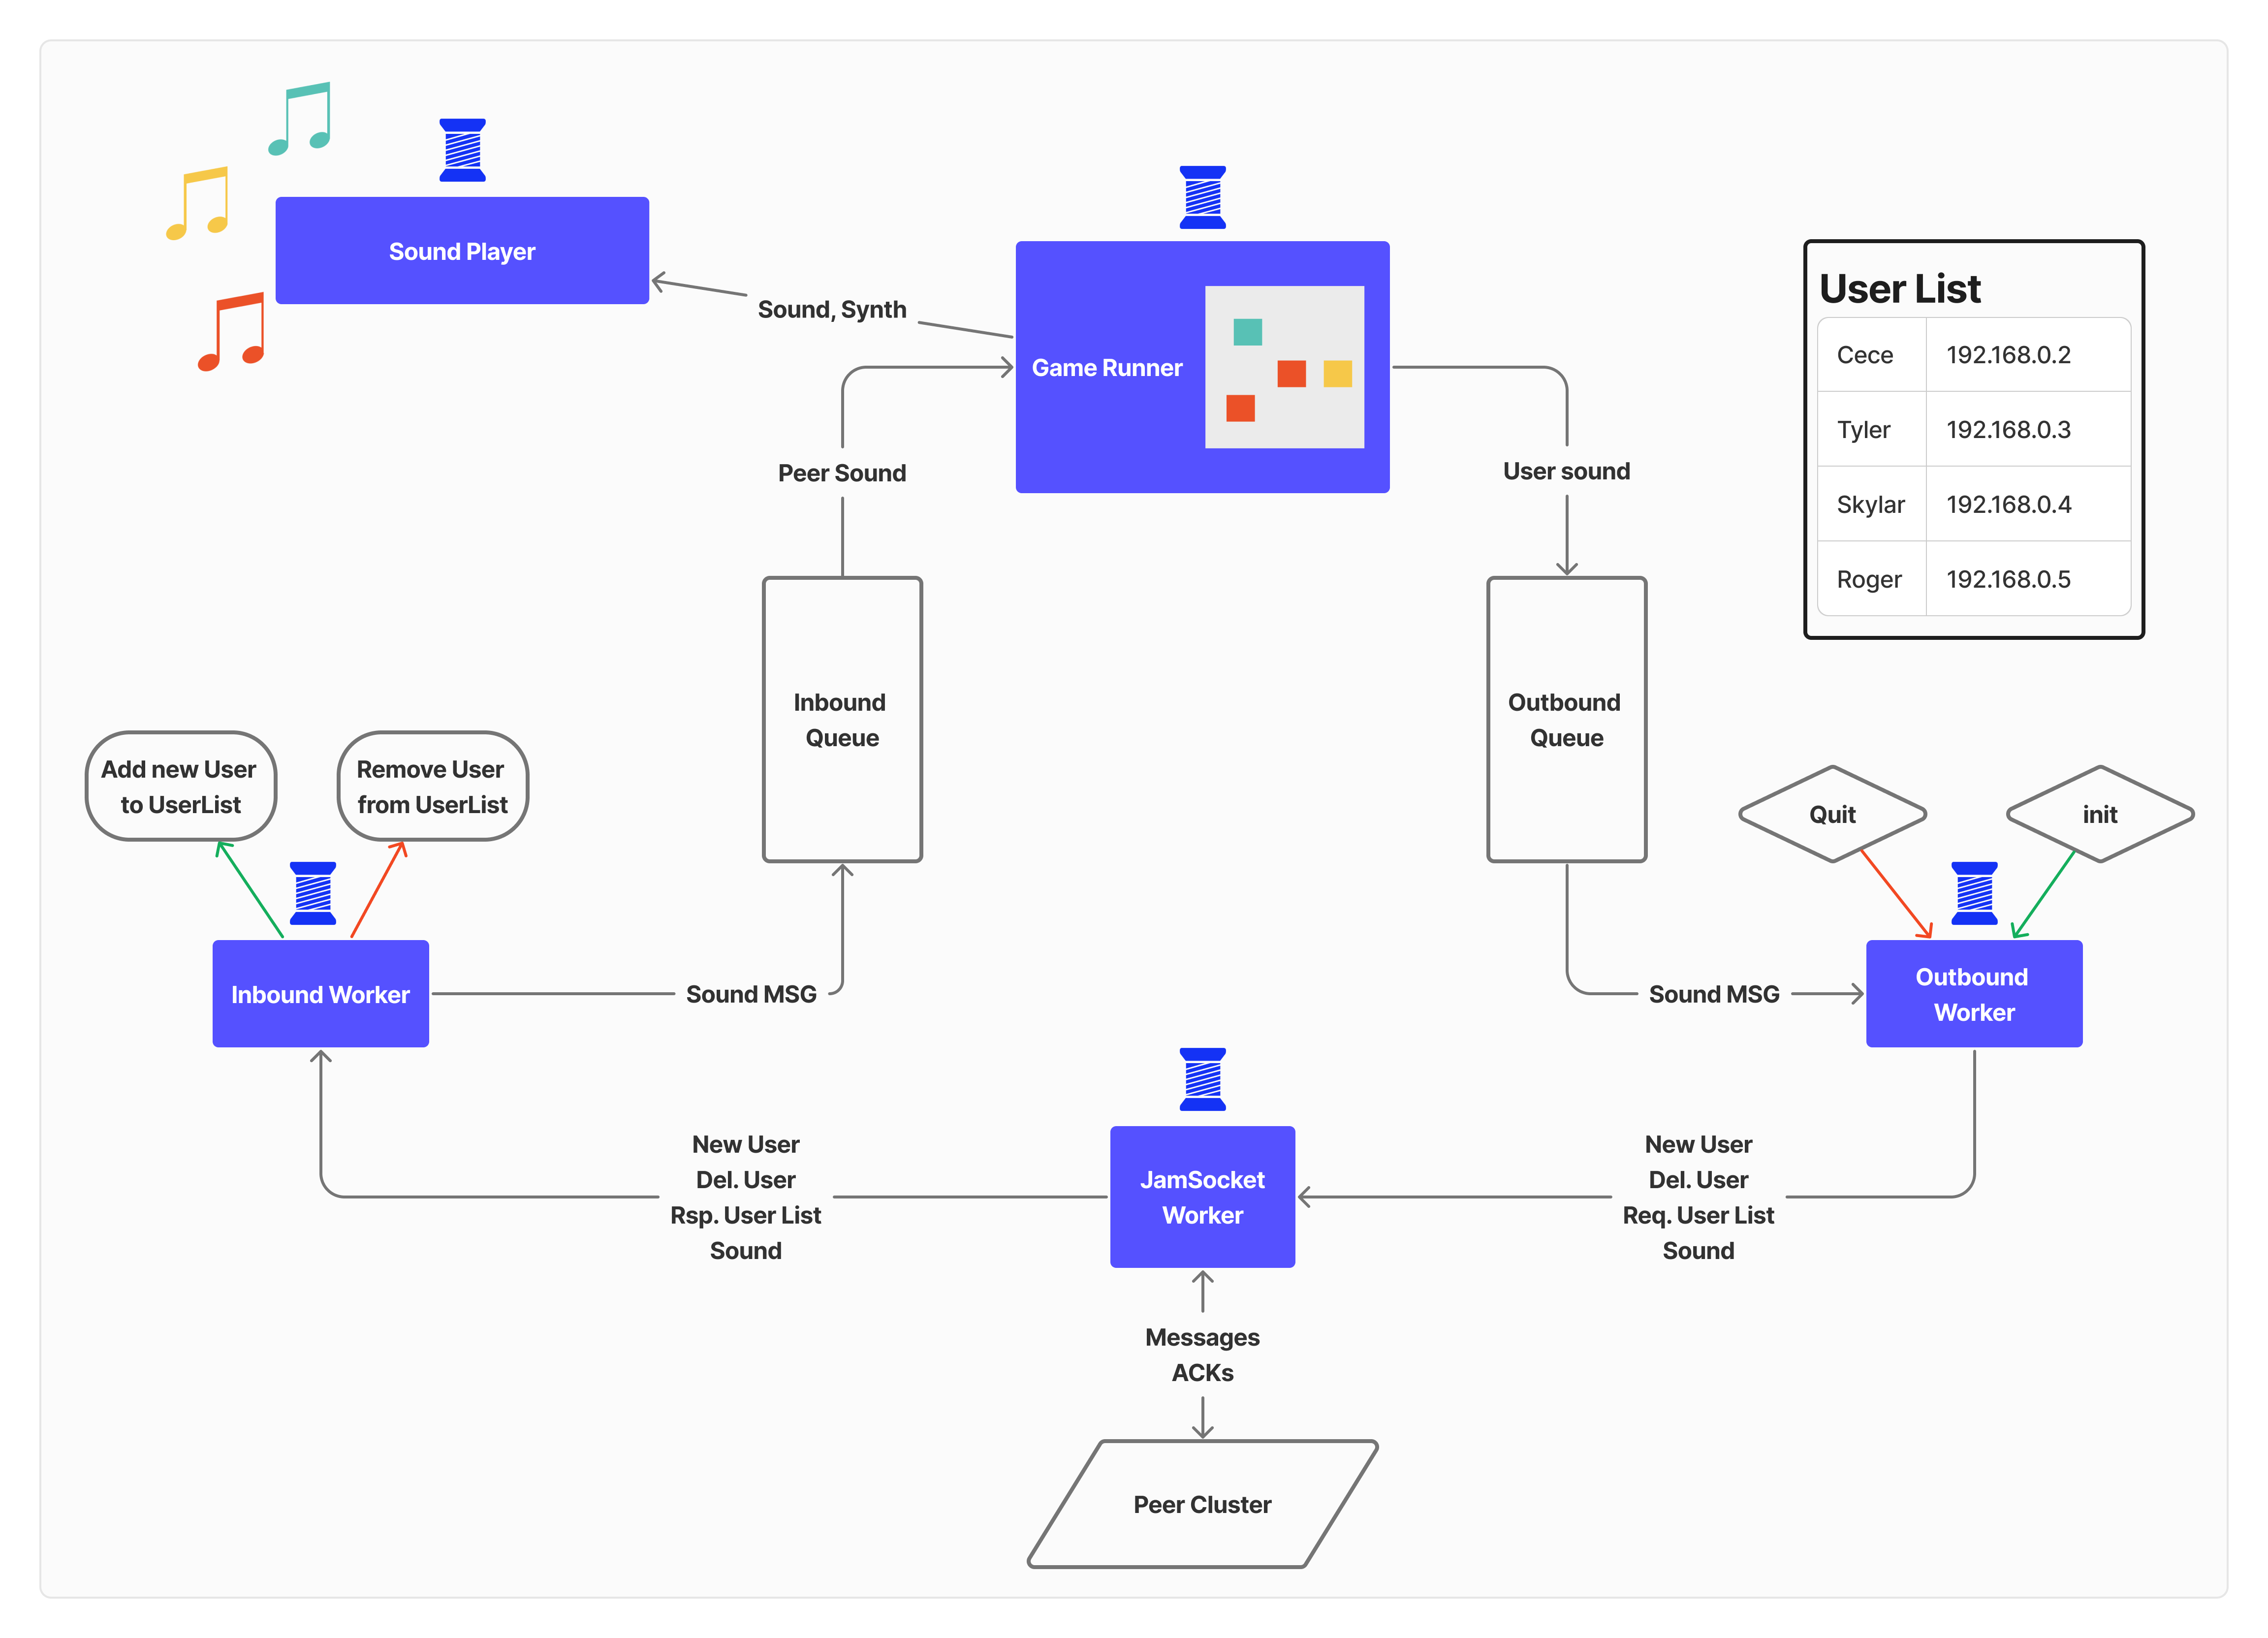 Sound Player
Sound, Synth
Game Runner
User List
Cece 192.168.0.2
Tyler 192.168.0.3
Skylar 192.168.0.4
Roger 192.168.0.5
Peer Sound
User sound
Inbound
Queue
Outbound
Queue
Add new User
to UserList
Remove User
from UserList
Quit
init
Inbound Worker
Sound MSG
Sound MSG
Outbound
Worker
New User
Del. User
Rsp. User List
Sound
JamSocket
Worker
New User
Del. User
Req. User List
Sound
Messages
ACKs
Peer Cluster